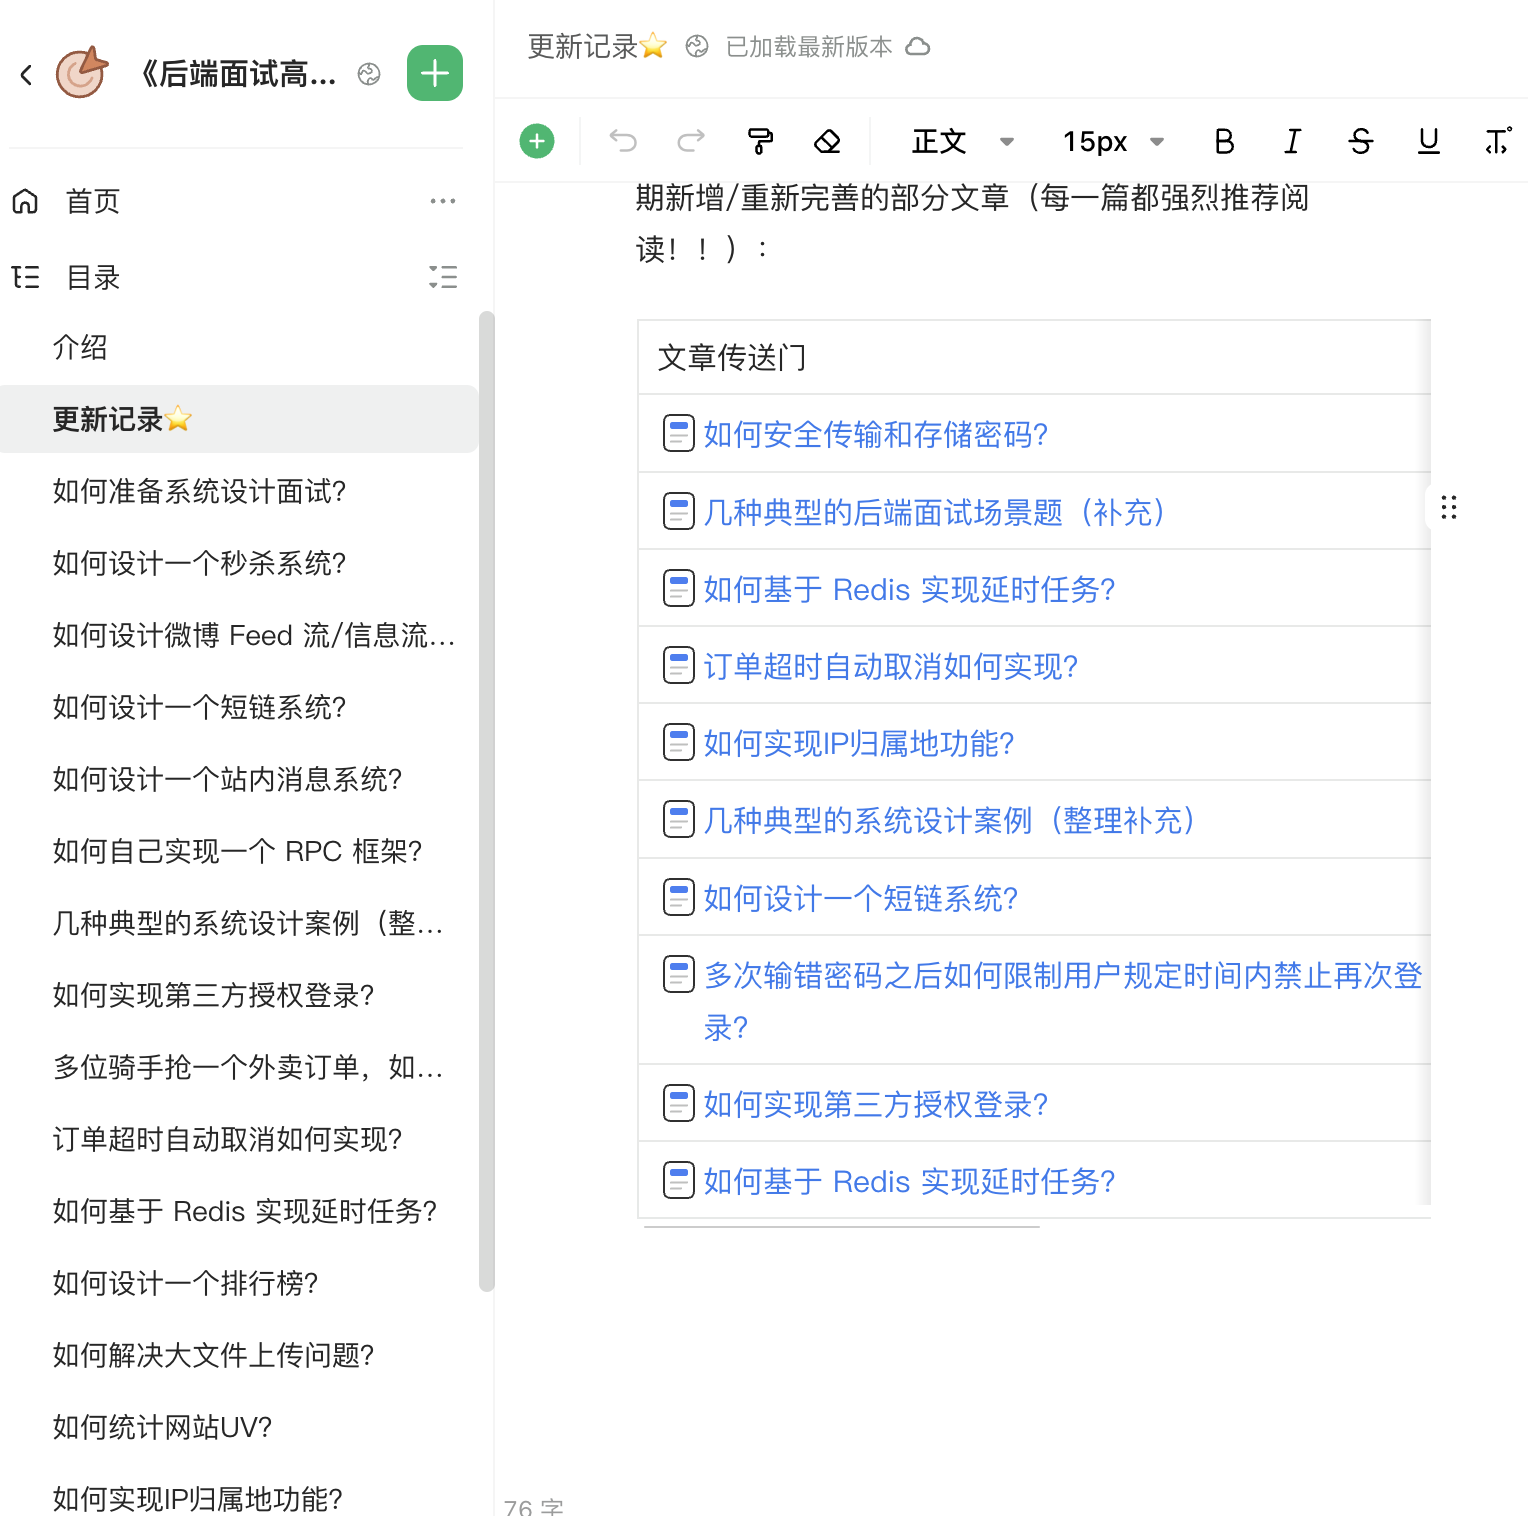 《后端面试高...
首页
目录
介绍
更新记录⭐
如何准备系统设计面试?
如何设计一个秒杀系统?
如何设计微博 Feed 流/信息流...
如何设计一个短链系统?
如何设计一个站内消息系统?
如何自己实现一个 RPC 框架?
几种典型的系统设计案例（整...
如何实现第三方授权登录?
多位骑手抢一个外卖订单，如...
订单超时自动取消如何实现?
如何基于 Redis 实现延时任务?
如何设计一个排行榜?
如何解决大文件上传问题?
如何统计网站UV?
如何实现IP归属地功能?
更新记录⭐ 已加载最新版本
正文 15px B I S U T
期新增/重新完善的部分文章（每一篇都强烈推荐阅
读！！）：
文章传送门
如何安全传输和存储密码?
几种典型的后端面试场景题（补充）
如何基于 Redis 实现延时任务?
订单超时自动取消如何实现?
如何实现IP归属地功能?
几种典型的系统设计案例（整理补充）
如何设计一个短链系统?
多次输错密码之后如何限制用户规定时间内禁止再次登
录?
如何实现第三方授权登录?
如何基于 Redis 实现延时任务?
76 字